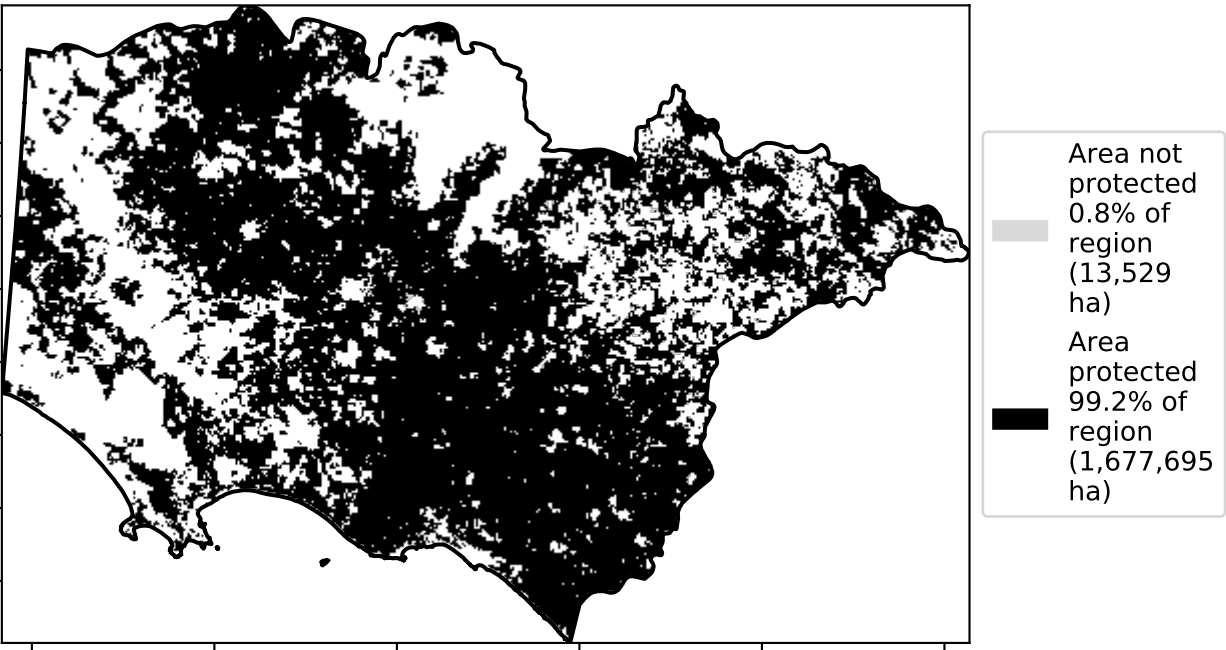 Area not
protected
0.8% of
region
(13,529
ha)
Area
protected
99.2% of
region
(1,677,695
ha)